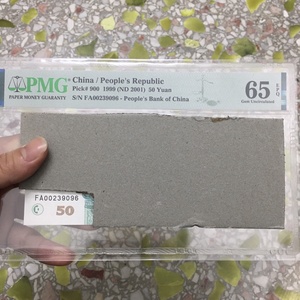 PMG
PAPER MONEY GUARANTY
China / People's Republic
Pick# 900 1999 (ND 2001) 50 Yuan
S/N FA00239096 - People's Bank of China
65 EPQ
Gem Uncirculated
FA00239096
50